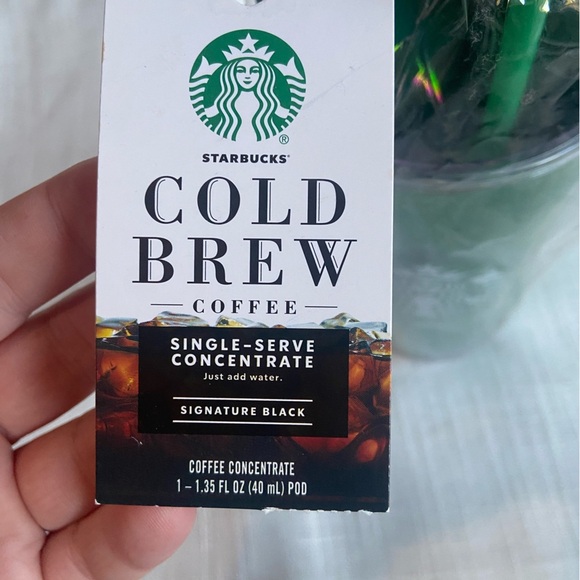 ®
STARBUCKS®
COLD
BREW
COFFEE
SINGLE-SERVE
CONCENTRATE
Just add water.
SIGNATURE BLACK
COFFEE CONCENTRATE
1 – 1.35 FL OZ (40 mL) POD